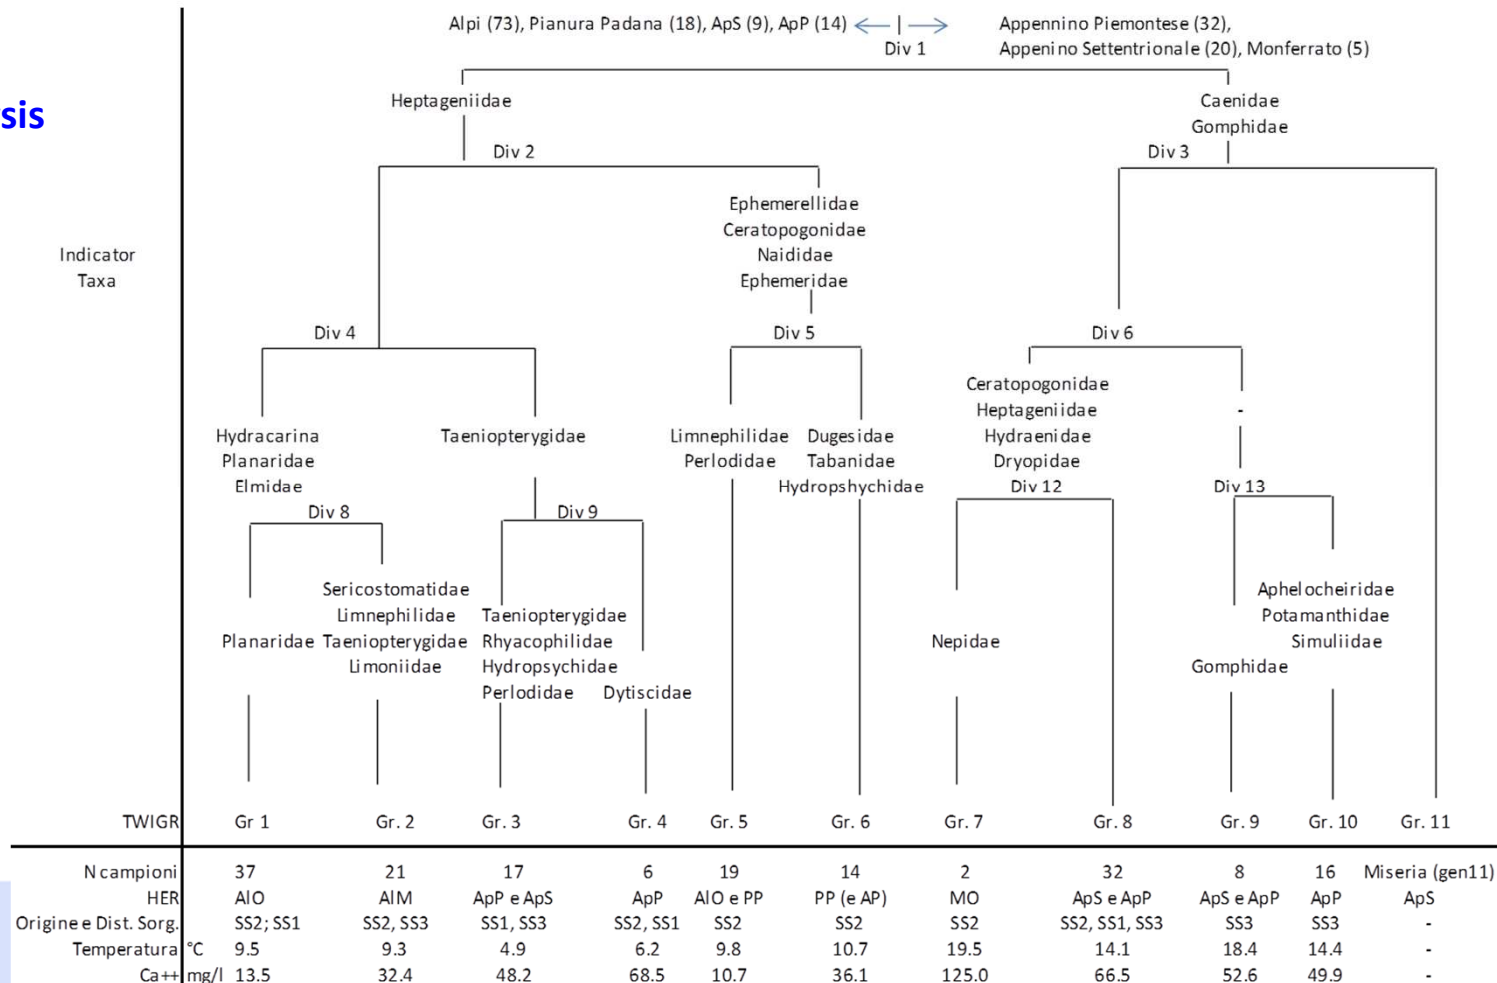 Alpi (73), Pianura Padana (18), ApS (9), ApP (14)
Appennino Piemontese (32),
Div 1
Appenino Settentrionale (20), Monferrato (5)
sis
Heptageniidae
Caenidae
Gomphidae
Div 2
Div 3
Ephemerellidae
Ceratopogonidae
Naididae
Ephemeridae
Indicator
Taxa
Div 4
Div 5
Div 6
Hydracarina
Planaridae
Elmidae
Taeniopterygidae
Limnephilidae
Perlodidae
Dugesidae
Tabanidae
Hydropshychidae
Ceratopogonidae
Heptageniidae
Hydraenidae
Dryopidae
-
Div 8
Div 9
Div 12
Div 13
Planaridae
Sericostomatidae
Limnephilidae
Taeniopterygidae
Limoniidae
Taeniopterygidae
Rhyacophilidae
Hydropsychidae
Perlodidae
Dytiscidae
Nepidae
Gomphidae
Aphelocheiridae
Potamanthidae
Simuliidae
TWIGR Gr 1 Gr. 2 Gr. 3 Gr. 4 Gr. 5 Gr. 6 Gr. 7 Gr. 8 Gr. 9 Gr. 10 Gr. 11
N campioni 37 21 17 6 19 14 2 32 8 16 Miseria (gen11)
HER AlO AlM ApP e ApS ApP AlO e PP PP (e AP) MO ApS e ApP ApS e ApP ApP ApS
Origine e Dist. Sorg. SS2; SS1 SS2, SS3 SS1, SS3 SS2, SS1 SS2 SS2 SS2 SS2, SS1, SS3 SS3 SS3 -
Temperatura °C 9.5 9.3 4.9 6.2 9.8 10.7 19.5 14.1 18.4 14.4 -
Ca++ mg/l 13.5 32.4 48.2 68.5 10.7 36.1 125.0 66.5 52.6 49.9 -